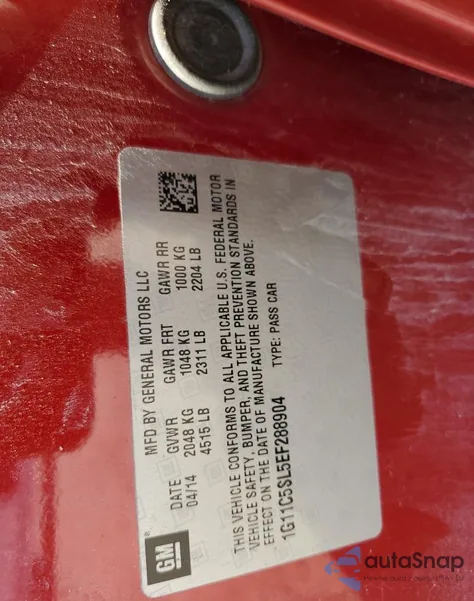 MFD BY GENERAL MOTORS LLC
DATE GVWR GAWR FRT GAWR RR
04/14 2048 KG 1048 KG 1000 KG
4515 LB 2311 LB 2204 LB
THIS VEHICLE CONFORMS TO ALL APPLICABLE U.S. FEDERAL MOTOR
VEHICLE SAFETY, BUMPER, AND THEFT PREVENTION STANDARDS IN
EFFECT ON THE DATE OF MANUFACTURE SHOWN ABOVE.
1G11C5SL5EF288904 TYPE: PASS CAR
GM
autoSnap